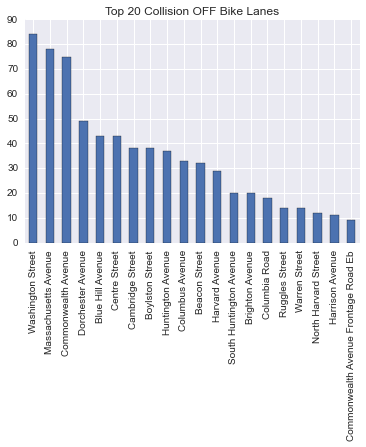 Top 20 Collision OFF Bike Lanes
90
80
70
60
50
40
30
20
10
0
Washington Street
Massachusetts Avenue
Commonwealth Avenue
Dorchester Avenue
Blue Hill Avenue
Centre Street
Cambridge Street
Boylston Street
Huntington Avenue
Columbus Avenue
Beacon Street
Harvard Avenue
South Huntington Avenue
Brighton Avenue
Columbia Road
Ruggles Street
Warren Street
North Harvard Street
Harrison Avenue
Commonwealth Avenue Frontage Road Eb